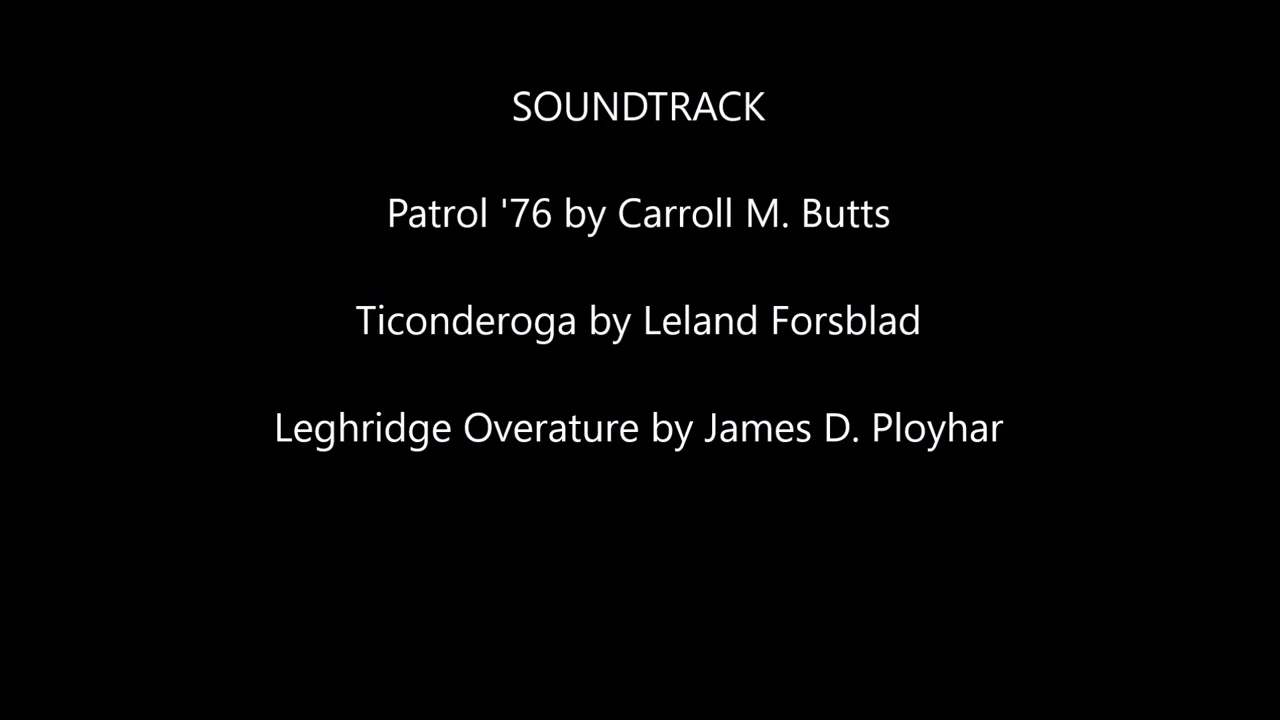 SOUNDTRACK
Patrol '76 by Carroll M. Butts
Ticonderoga by Leland Forsblad
Leghridge Overature by James D. Ployhar